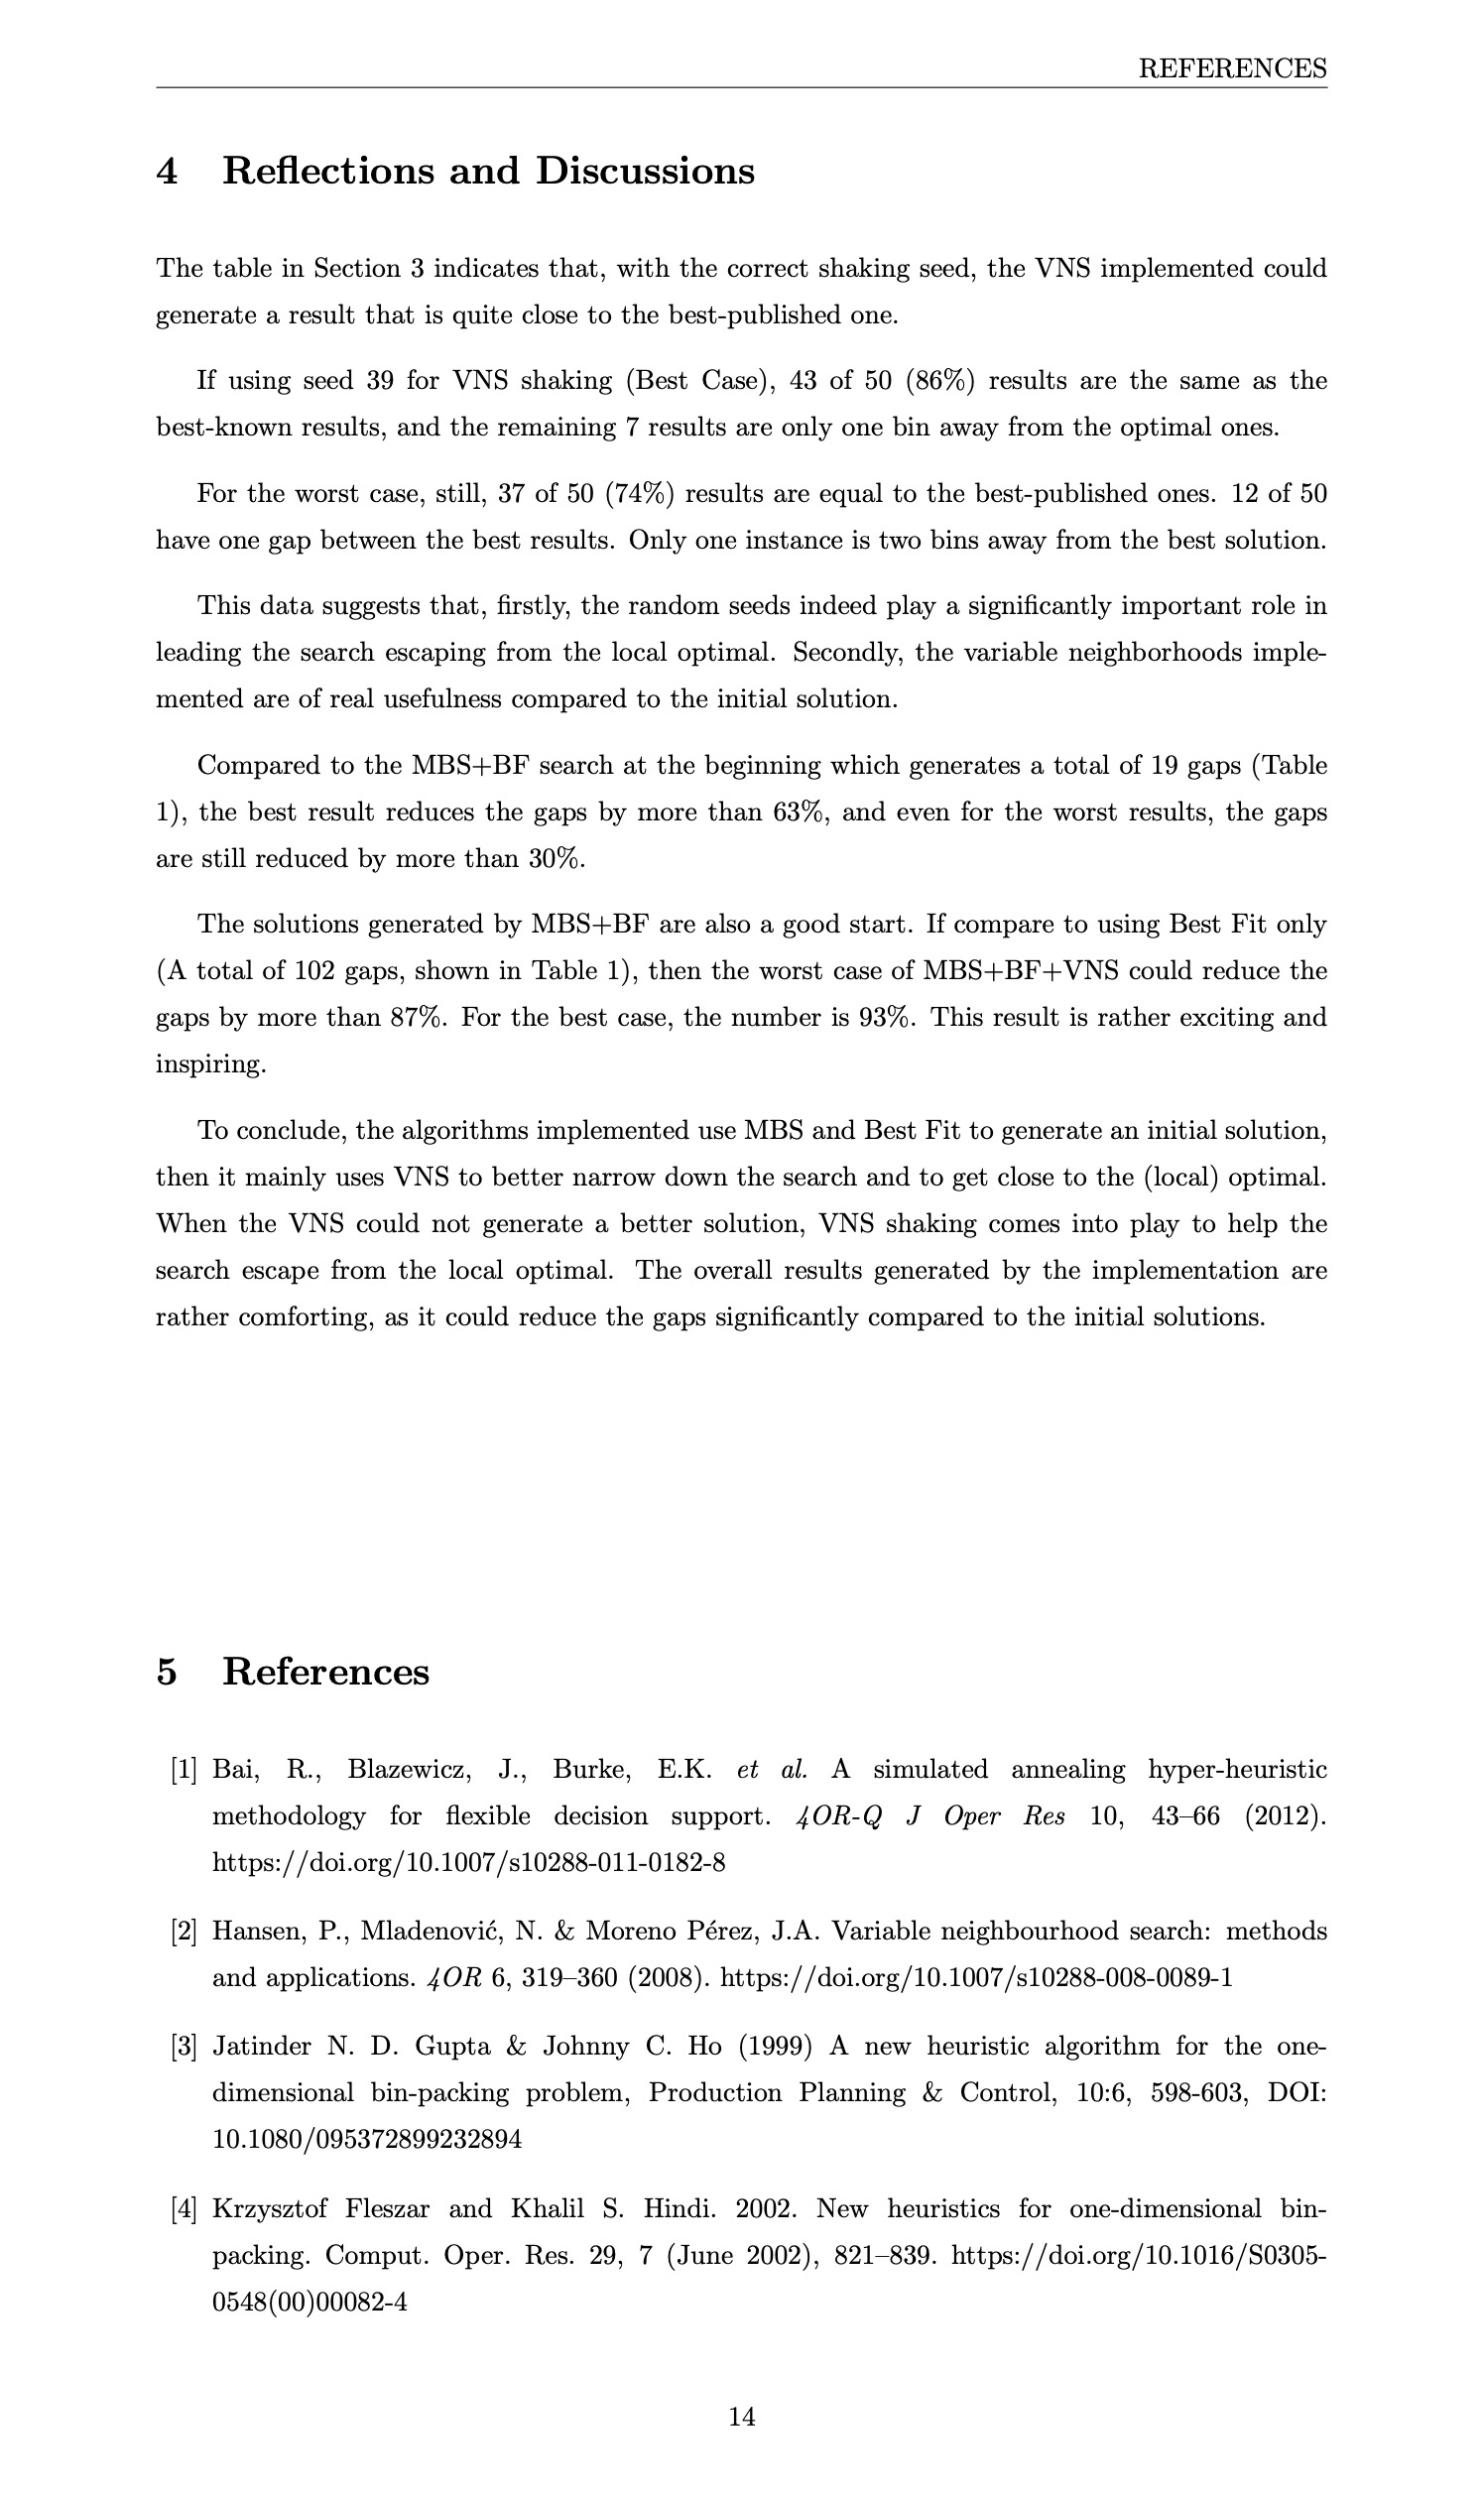 REFERENCES
4 Reflections and Discussions
The table in Section 3 indicates that, with the correct shaking seed, the VNS implemented could
generate a result that is quite close to the best-published one.
If using seed 39 for VNS shaking (Best Case), 43 of 50 (86%) results are the same as the
best-known results, and the remaining 7 results are only one bin away from the optimal ones.
For the worst case, still, 37 of 50 (74%) results are equal to the best-published ones. 12 of 50
have one gap between the best results. Only one instance is two bins away from the best solution.
This data suggests that, firstly, the random seeds indeed play a significantly important role in
leading the search escaping from the local optimal. Secondly, the variable neighborhoods imple-
mented are of real usefulness compared to the initial solution.
Compared to the MBS+BF search at the beginning which generates a total of 19 gaps (Table
1), the best result reduces the gaps by more than 63%, and even for the worst results, the gaps
are still reduced by more than 30%.
The solutions generated by MBS+BF are also a good start. If compare to using Best Fit only
(A total of 102 gaps, shown in Table 1), then the worst case of MBS+BF+VNS could reduce the
gaps by more than 87%. For the best case, the number is 93%. This result is rather exciting and
inspiring.
To conclude, the algorithms implemented use MBS and Best Fit to generate an initial solution,
then it mainly uses VNS to better narrow down the search and to get close to the (local) optimal.
When the VNS could not generate a better solution, VNS shaking comes into play to help the
search escape from the local optimal. The overall results generated by the implementation are
rather comforting, as it could reduce the gaps significantly compared to the initial solutions.
5 References
[1] Bai, R., Blazewicz, J., Burke, E.K. et al. A simulated annealing hyper-heuristic
methodology for flexible decision support. 4OR-Q J Oper Res 10, 43–66 (2012).
https://doi.org/10.1007/s10288-011-0182-8
[2] Hansen, P., Mladenović, N. & Moreno Pérez, J.A. Variable neighbourhood search: methods
and applications. 4OR 6, 319–360 (2008). https://doi.org/10.1007/s10288-008-0089-1
[3] Jatinder N. D. Gupta & Johnny C. Ho (1999) A new heuristic algorithm for the one-
dimensional bin-packing problem, Production Planning & Control, 10:6, 598-603, DOI:
10.1080/095372899232894
[4] Krzysztof Fleszar and Khalil S. Hindi. 2002. New heuristics for one-dimensional bin-
packing. Comput. Oper. Res. 29, 7 (June 2002), 821–839. https://doi.org/10.1016/S0305-
0548(00)00082-4
14